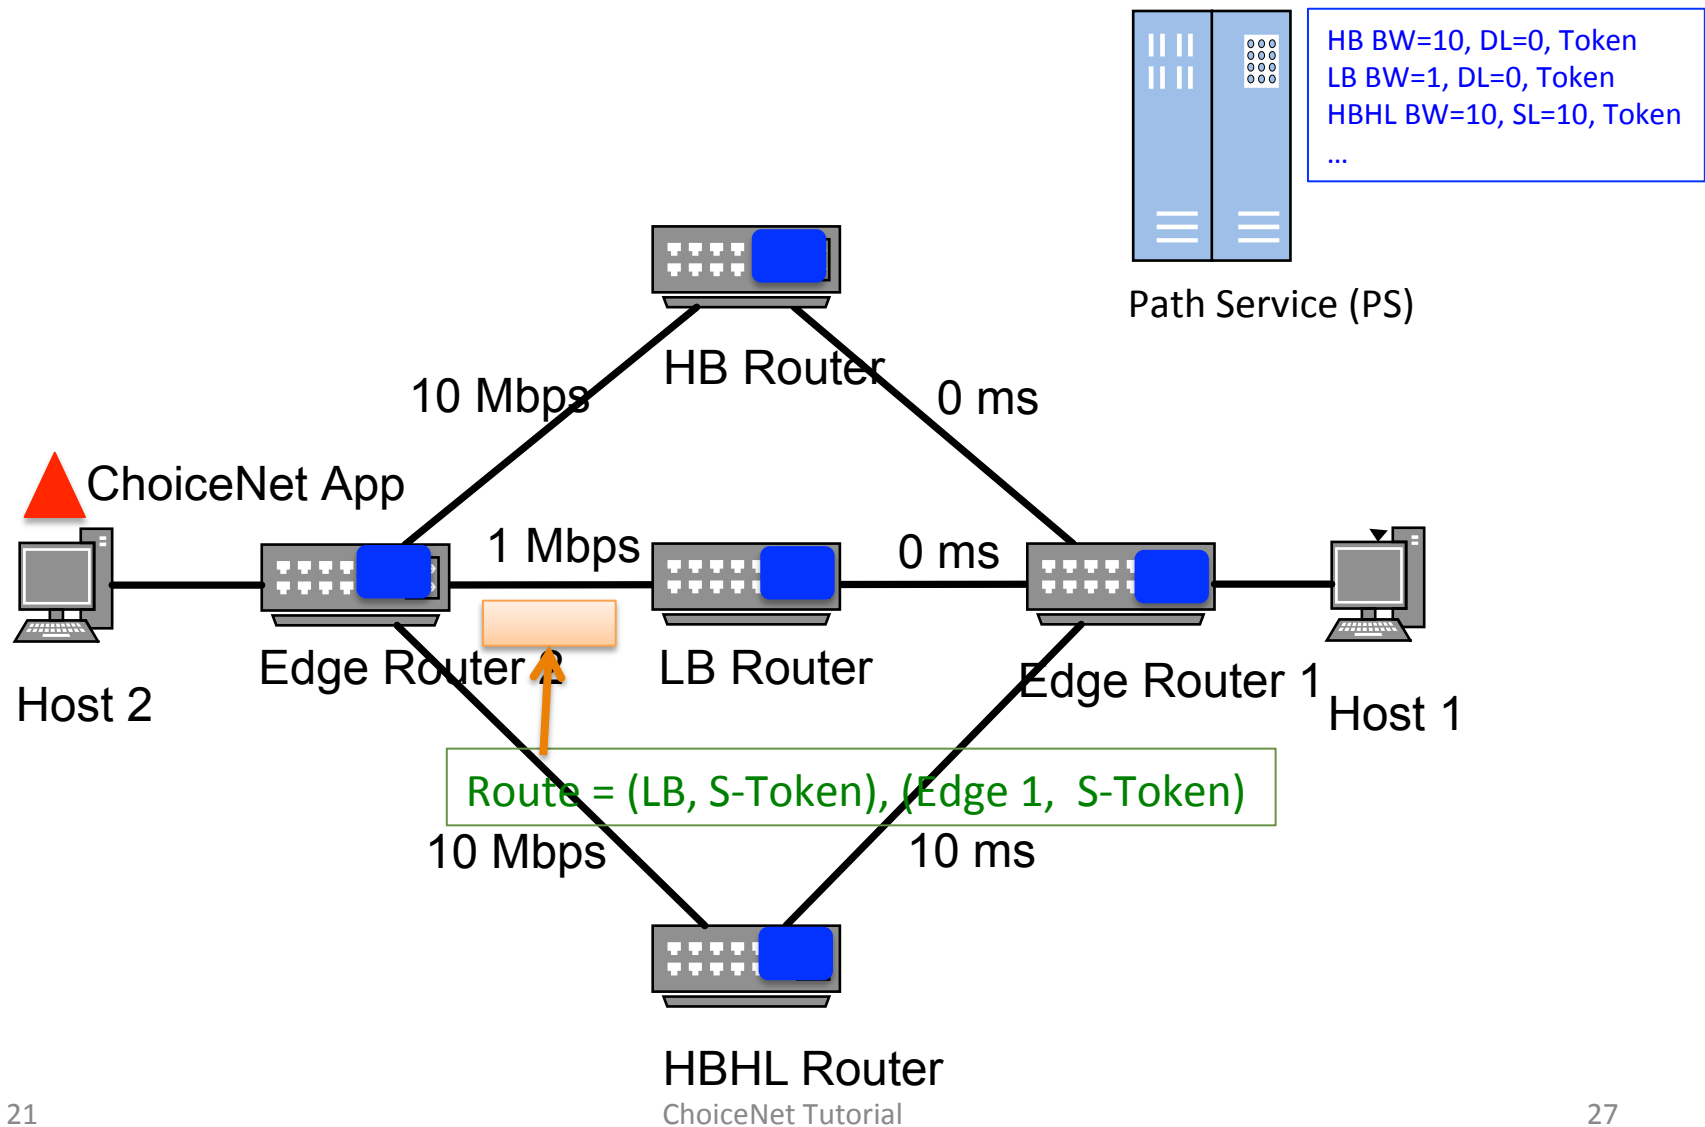 HB BW=10, DL=0, Token
LB BW=1, DL=0, Token
HBHL BW=10, SL=10, Token
...
Path Service (PS)
HB Router
10 Mbps
0 ms
ChoiceNet App
1 Mbps
0 ms
Edge Router 2
LB Router
Edge Router 1
Host 2
Host 1
Route = (LB, S-Token), (Edge 1, S-Token)
10 Mbps
10 ms
HBHL Router
21
ChoiceNet Tutorial
27